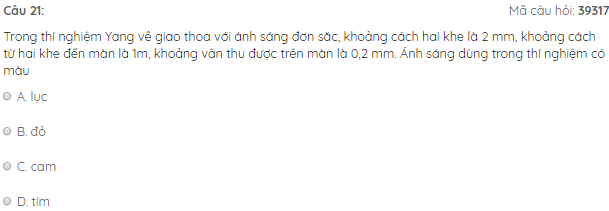 Câu 21: Mã câu hỏi: 39317
Trong thí nghiệm Yang về giao thoa với ánh sáng đơn sắc, khoảng cách hai khe là 2 mm, khoảng cách
từ hai khe đến màn là 1m, khoảng vân thu được trên màn là 0,2 mm. Ánh sáng dùng trong thí nghiệm có
màu
A. lục
B. đỏ
C. cam
D. tím